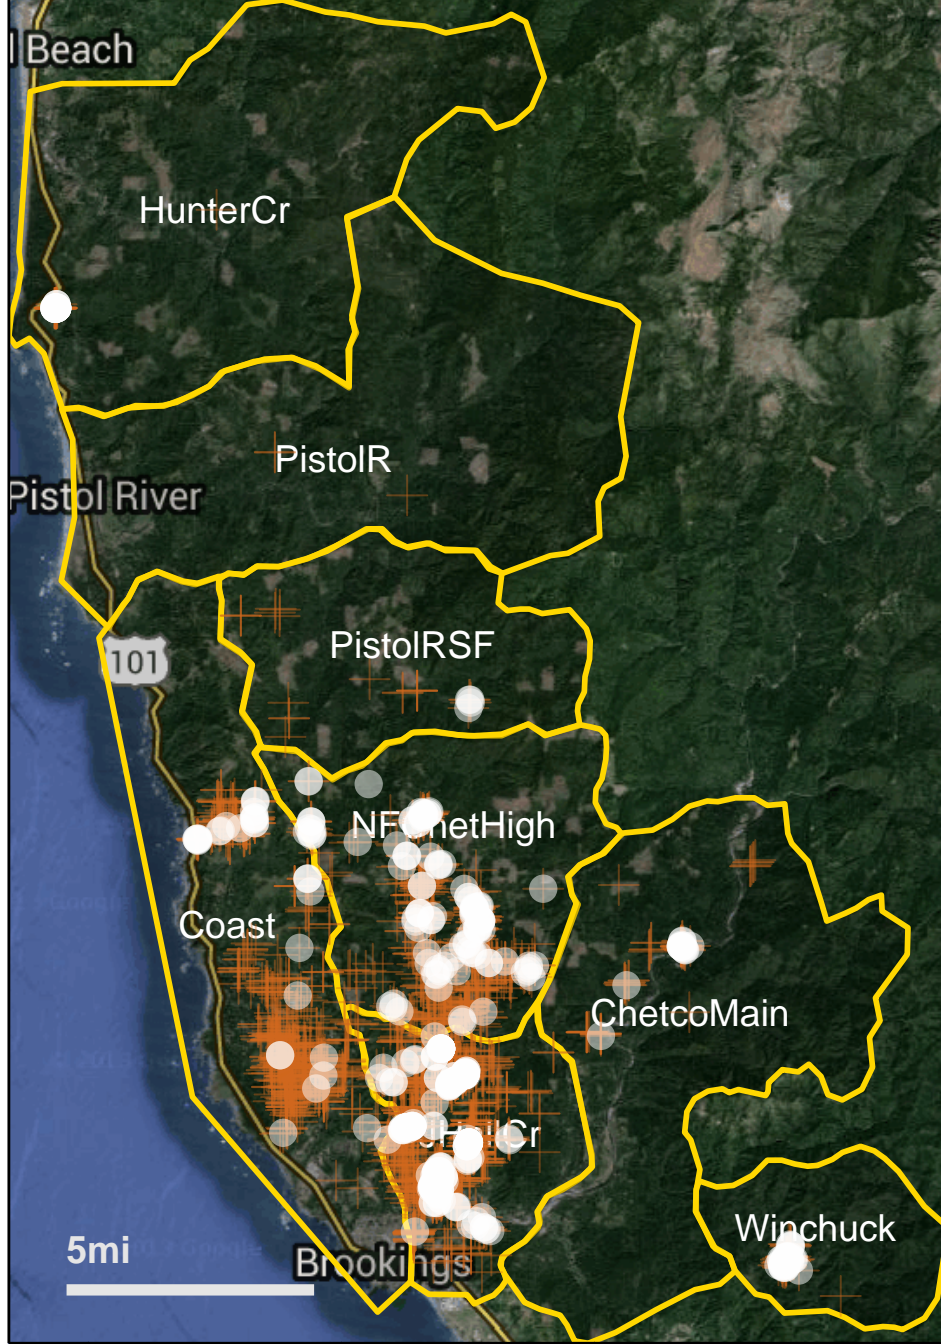 l Beach
HunterCr
PistolR
Pistol River
PistolRSF
101
Coast
ChetcoMain
Winchuck
5mi
Brookings